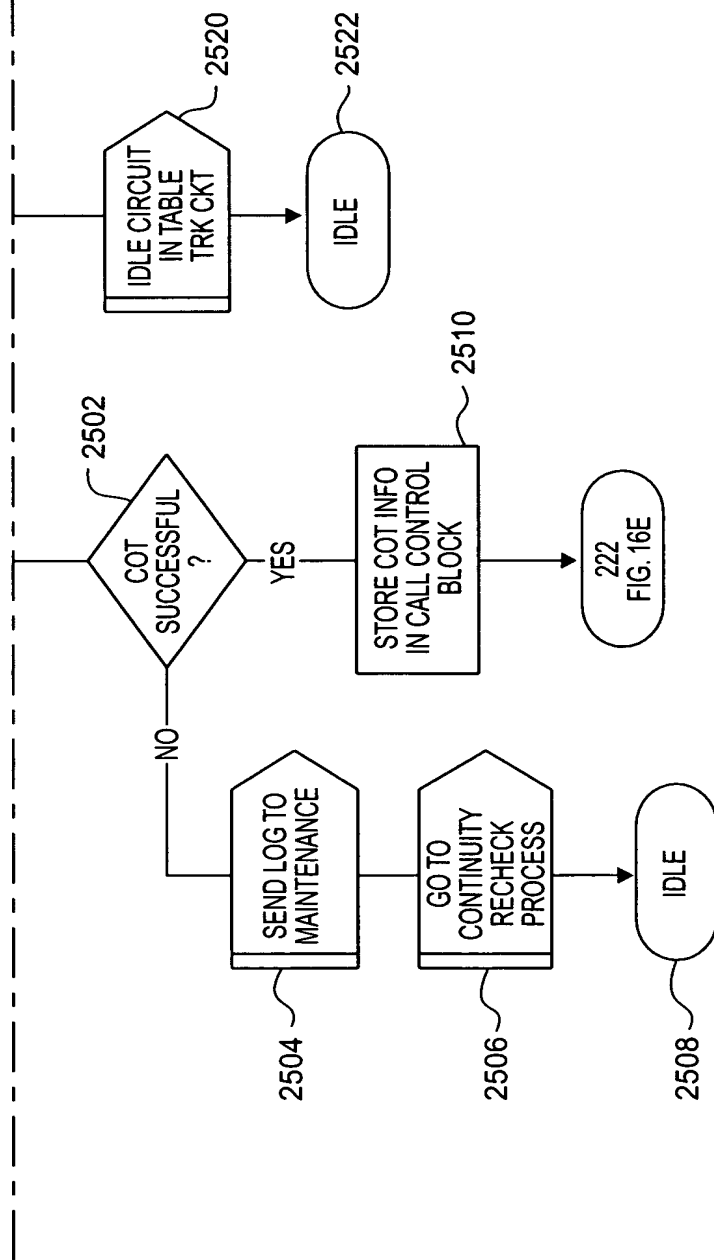 2502
COT
SUCCESSFUL
?
NO
YES
2504
SEND LOG TO
MAINTENANCE
2506
GO TO
CONTINUITY
RECHECK
PROCESS
2508
IDLE
2510
STORE COT INFO
IN CALL CONTROL
BLOCK
222
FIG. 16E
2520
IDLE CIRCUIT
IN TABLE
TRK CKT
2522
IDLE